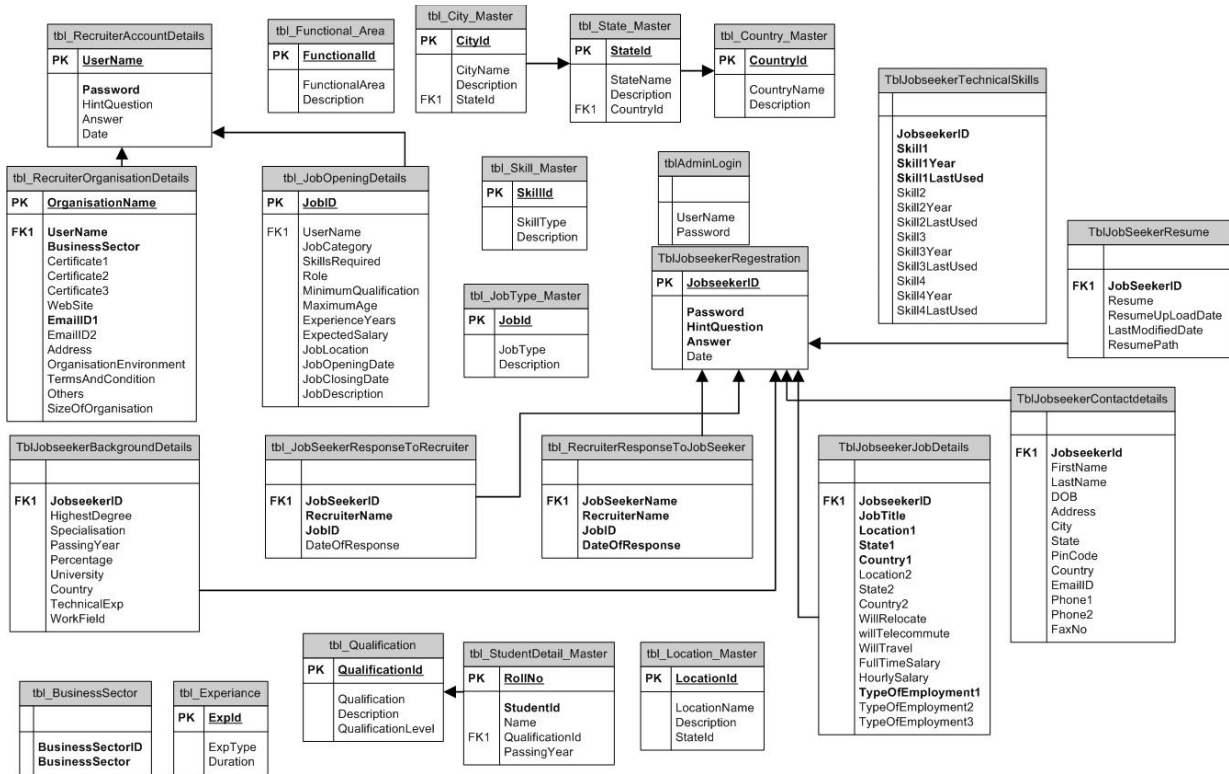 tbl_RecruiterAccountDetails
PK UserName
Password
HintQuestion
Answer
Date
tbl_Functional_Area
PK FunctionalId
FunctionalArea
Description
tbl_City_Master
PK CityId
CityName
Description
FK1 StateId
tbl_State_Master
PK StateId
StateName
Description
FK1 CountryId
tbl_Country_Master
PK CountryId
CountryName
Description
TblJobseekerTechnicalSkills
JobseekerID
Skill1
Skill1Year
Skill1LastUsed
Skill2
Skill2Year
Skill2LastUsed
Skill3
Skill3Year
Skill3LastUsed
Skill4
Skill4Year
Skill4LastUsed
tbl_RecruiterOrganisationDetails
PK OrganisationName
FK1 UserName
BusinessSector
Certificate1
Certificate2
Certificate3
WebSite
EmailID1
EmailID2
Address
OrganisationEnvironment
TermsAndCondition
Others
SizeOfOrganisation
tbl_JobOpeningDetails
PK JobID
FK1 UserName
JobCategory
SkillsRequired
Role
MinimumQualification
MaximumAge
ExperienceYears
ExpectedSalary
JobLocation
JobOpeningDate
JobClosingDate
JobDescription
tbl_Skill_Master
PK SkillId
SkillType
Description
tblAdminLogin
UserName
Password
TblJobSeekerResume
FK1 JobSeekerID
Resume
ResumeUpLoadDate
LastModifiedDate
ResumePath
TblJobseekerRegestration
PK JobseekerID
Password
HintQuestion
Answer
Date
tbl_JobType_Master
PK JobId
JobType
Description
TblJobseekerBackgroundDetails
FK1 JobseekerID
HighestDegree
Specialisation
PassingYear
Percentage
University
Country
TechnicalExp
WorkField
tbl_JobSeekerResponseToRecruiter
FK1 JobSeekerID
RecruiterName
JobID
DateOfResponse
tbl_RecruiterResponseToJobSeeker
FK1 JobSeekerName
RecruiterName
JobID
DateOfResponse
TblJobseekerJobDetails
FK1 JobseekerID
JobTitle
Location1
State1
Country1
Location2
State2
Country2
WillRelocate
willTelecommute
WillTravel
FullTimeSalary
HourlySalary
TypeOfEmployment1
TypeOfEmployment2
TypeOfEmployment3
TblJobseekerContactdetails
FK1 JobseekerId
FirstName
LastName
DOB
Address
City
State
PinCode
Country
EmailID
Phone1
Phone2
FaxNo
tbl_Qualification
PK QualificationId
Qualification
Description
QualificationLevel
tbl_StudentDetail_Master
PK RollNo
StudentId
Name
FK1 QualificationId
PassingYear
tbl_Location_Master
PK LocationId
LocationName
Description
StateId
tbl_BusinessSector
BusinessSectorID
BusinessSector
tbl_Experiance
PK ExpId
ExpType
Duration